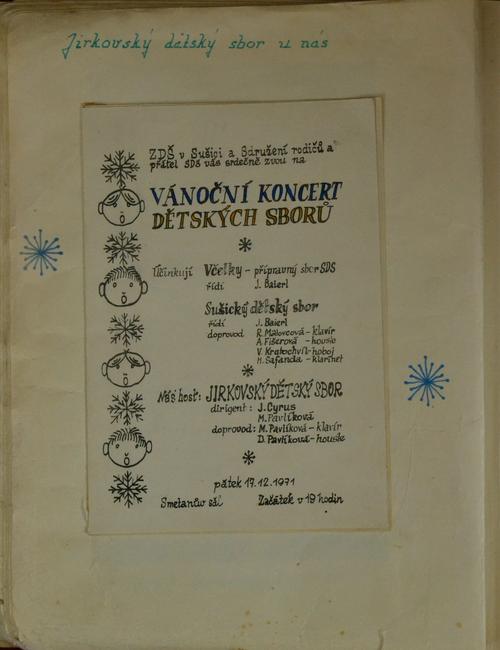 Jirkovský dětský sbor u nás
ZDŠ v Sušici a Sdružení rodičů a
přátel SDŠ vás srdečně zvou na
VÁNOČNÍ KONCERT
DĚTSKÝCH SBORŮ
Účinkují Včelky - přípravný sbor SDS
řídí J. Baierl
Sušický dětský sbor
řídí J. Baierl
doprovod R. Málovcová - klavír
A. Fišerová - housle
V. Kratochvíl - hoboj
H. Šafanda - klarinet
Náš host: JIRKOVSKÝ DĚTSKÝ SBOR
dirigent: J. Cyrus
M. Pavlíková
doprovod: M. Pavlíková - klavír
D. Pavlíková - housle
pátek 17.12.1971
Smetanův sál Začátek v 19 hodin